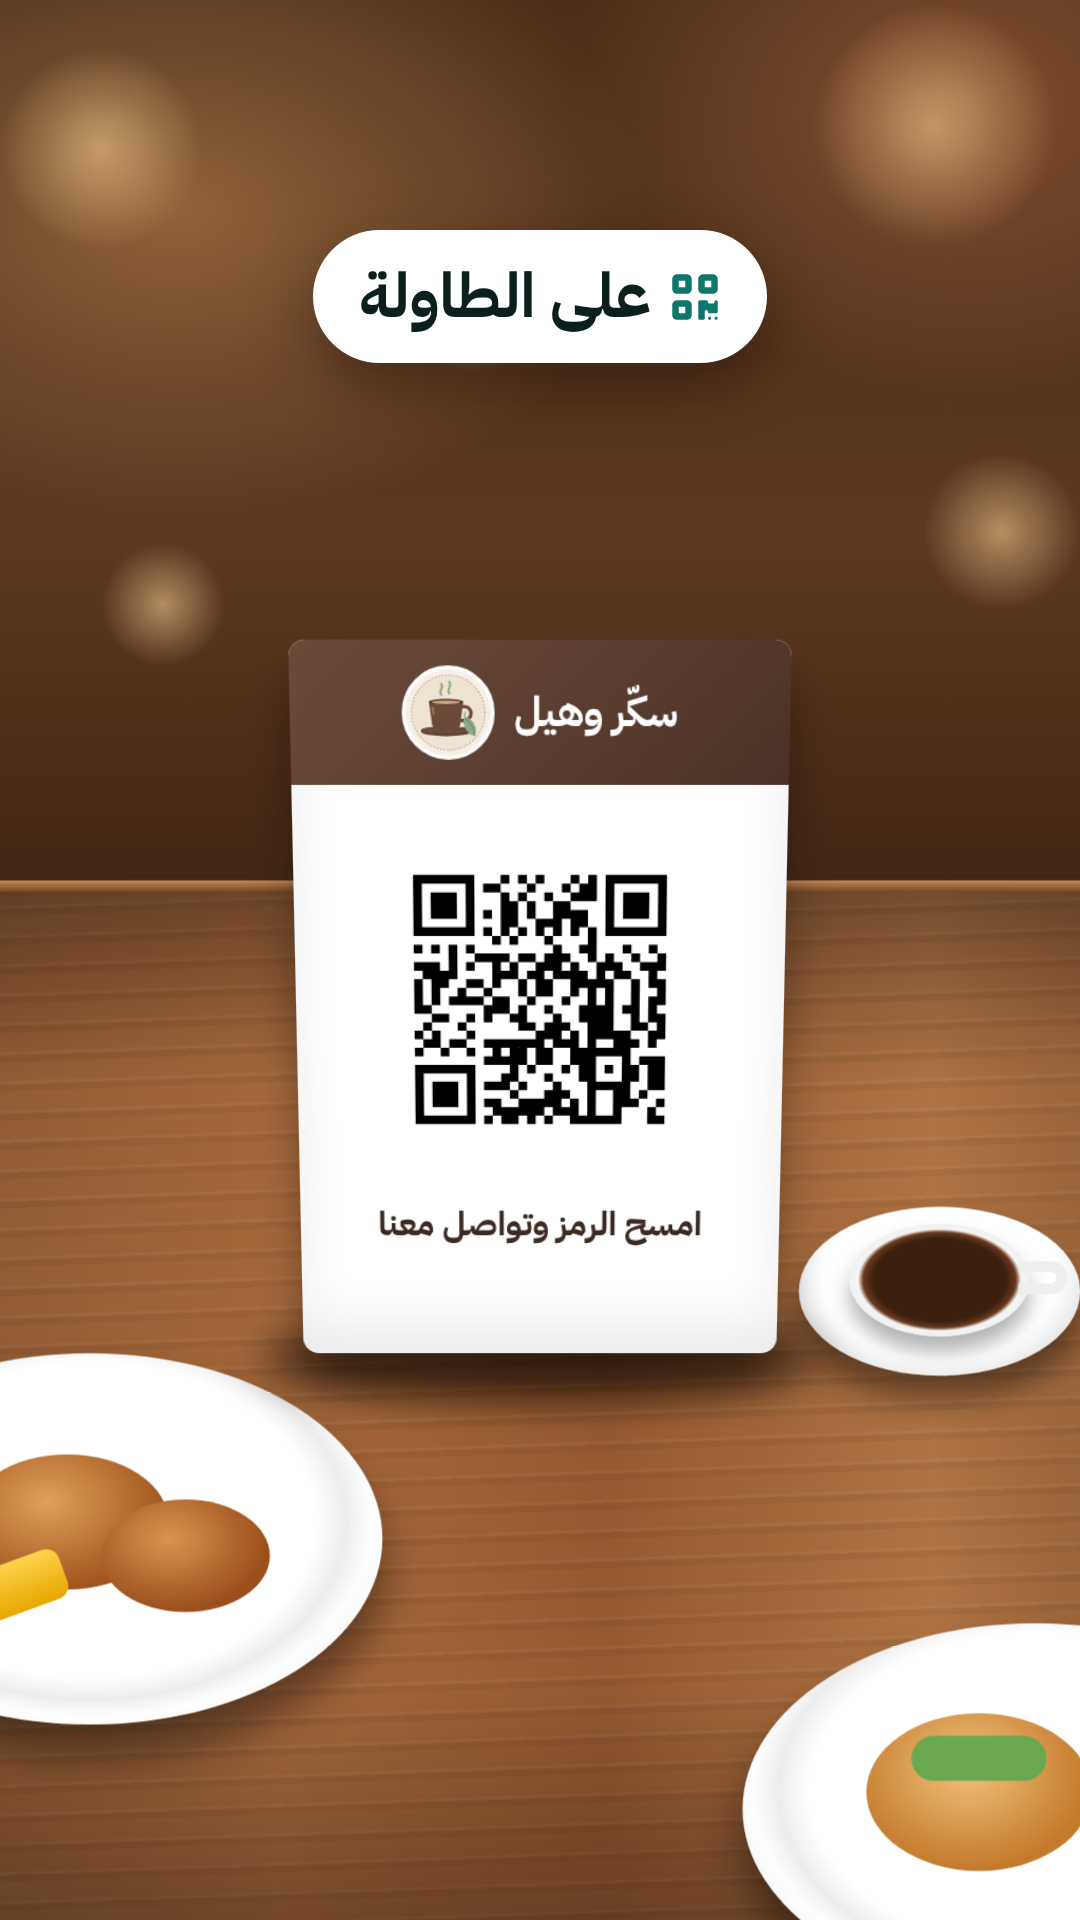 على الطاولة
سكّر وهيل
امسح الرمز وتواصل معنا